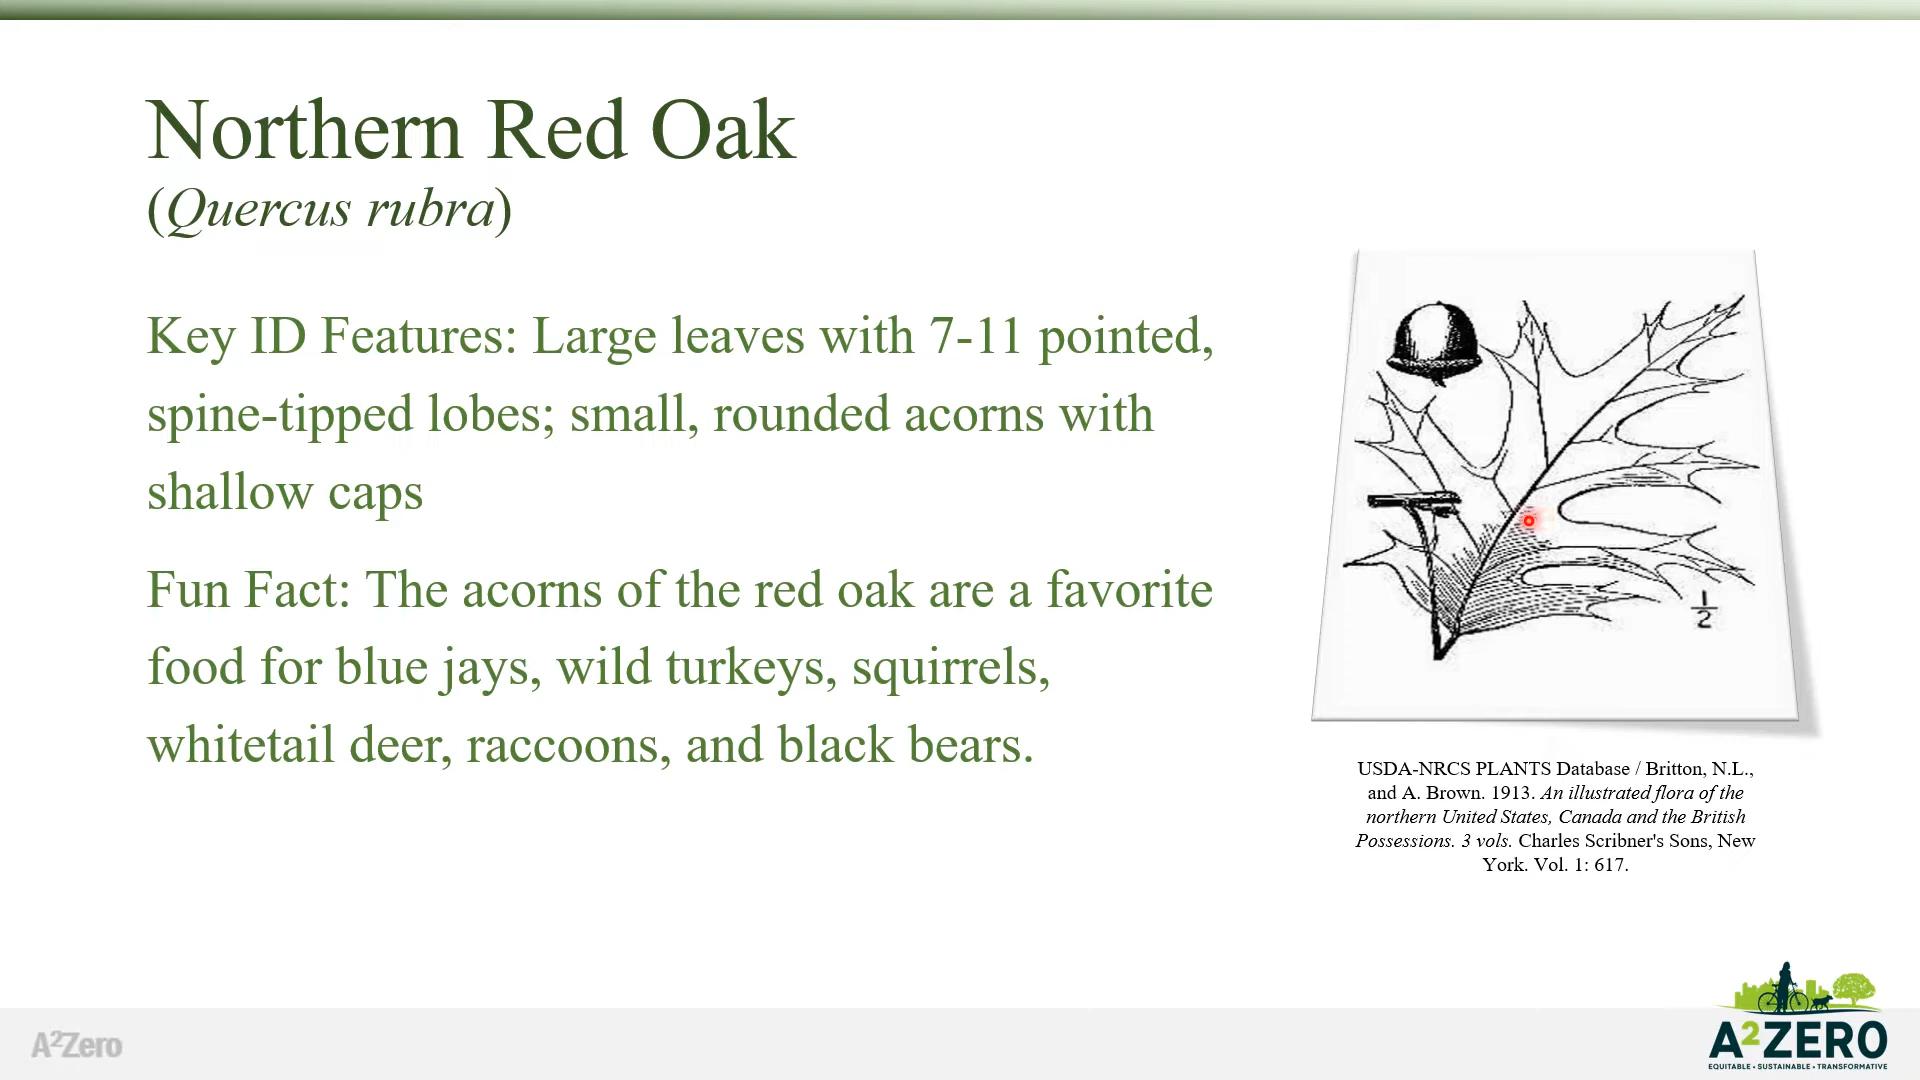 Northern Red Oak
(Quercus rubra)
Key ID Features: Large leaves with 7-11 pointed,
spine-tipped lobes; small, rounded acorns with
shallow caps
Fun Fact: The acorns of the red oak are a favorite
food for blue jays, wild turkeys, squirrels,
whitetail deer, raccoons, and black bears.
1/2
USDA-NRCS PLANTS Database / Britton, N.L.,
and A. Brown. 1913. An illustrated flora of the
northern United States, Canada and the British
Possessions. 3 vols. Charles Scribner's Sons, New
York. Vol. 1: 617.
A²Zero
A²ZERO
EQUITABLE • SUSTAINABLE • TRANSFORMATIVE